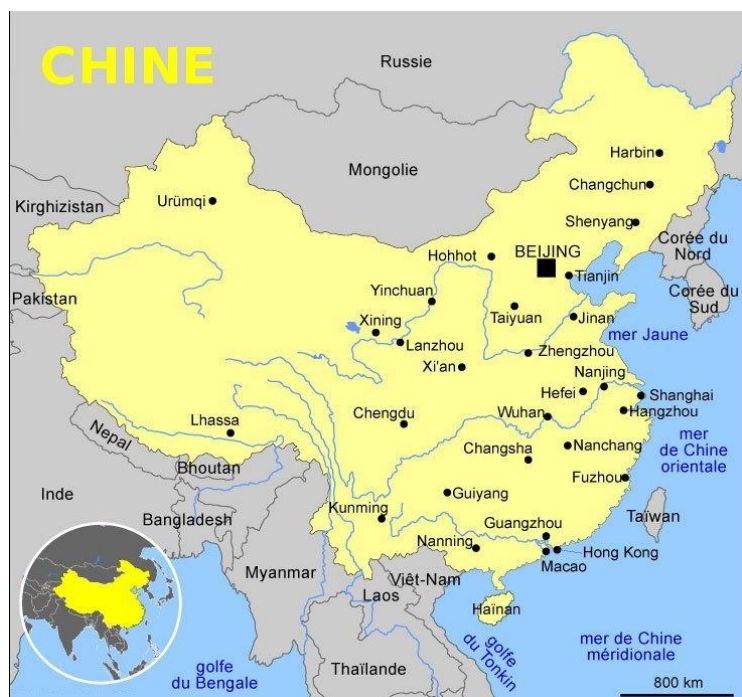 CHINE
Russie
Mongolie
Harbin
Changchun
Kirghizistan
Urümqi
Shenyang
Corée du
Nord
BEIJING
Hohhot
Tianjin
Pakistan
Yinchuan
Corée du
Sud
Xining
Taiyuan
Jinan
mer Jaune
Lanzhou
Zhengzhou
Xi'an
Nanjing
Hefei
Shanghai
Lhassa
Chengdu
Wuhan
Hangzhou
Nepal
Changsha
Nanchang
mer
de Chine
orientale
Bhoutan
Fuzhou
Inde
Guiyang
Kunming
Bangladesh
Guangzhou
Taïwan
Nanning
Hong Kong
Macao
Myanmar
Viêt-Nam
Laos
Haïnan
golfe
du Tonkin
mer de Chine
méridionale
golfe
du Bengale
Thaïlande
800 km